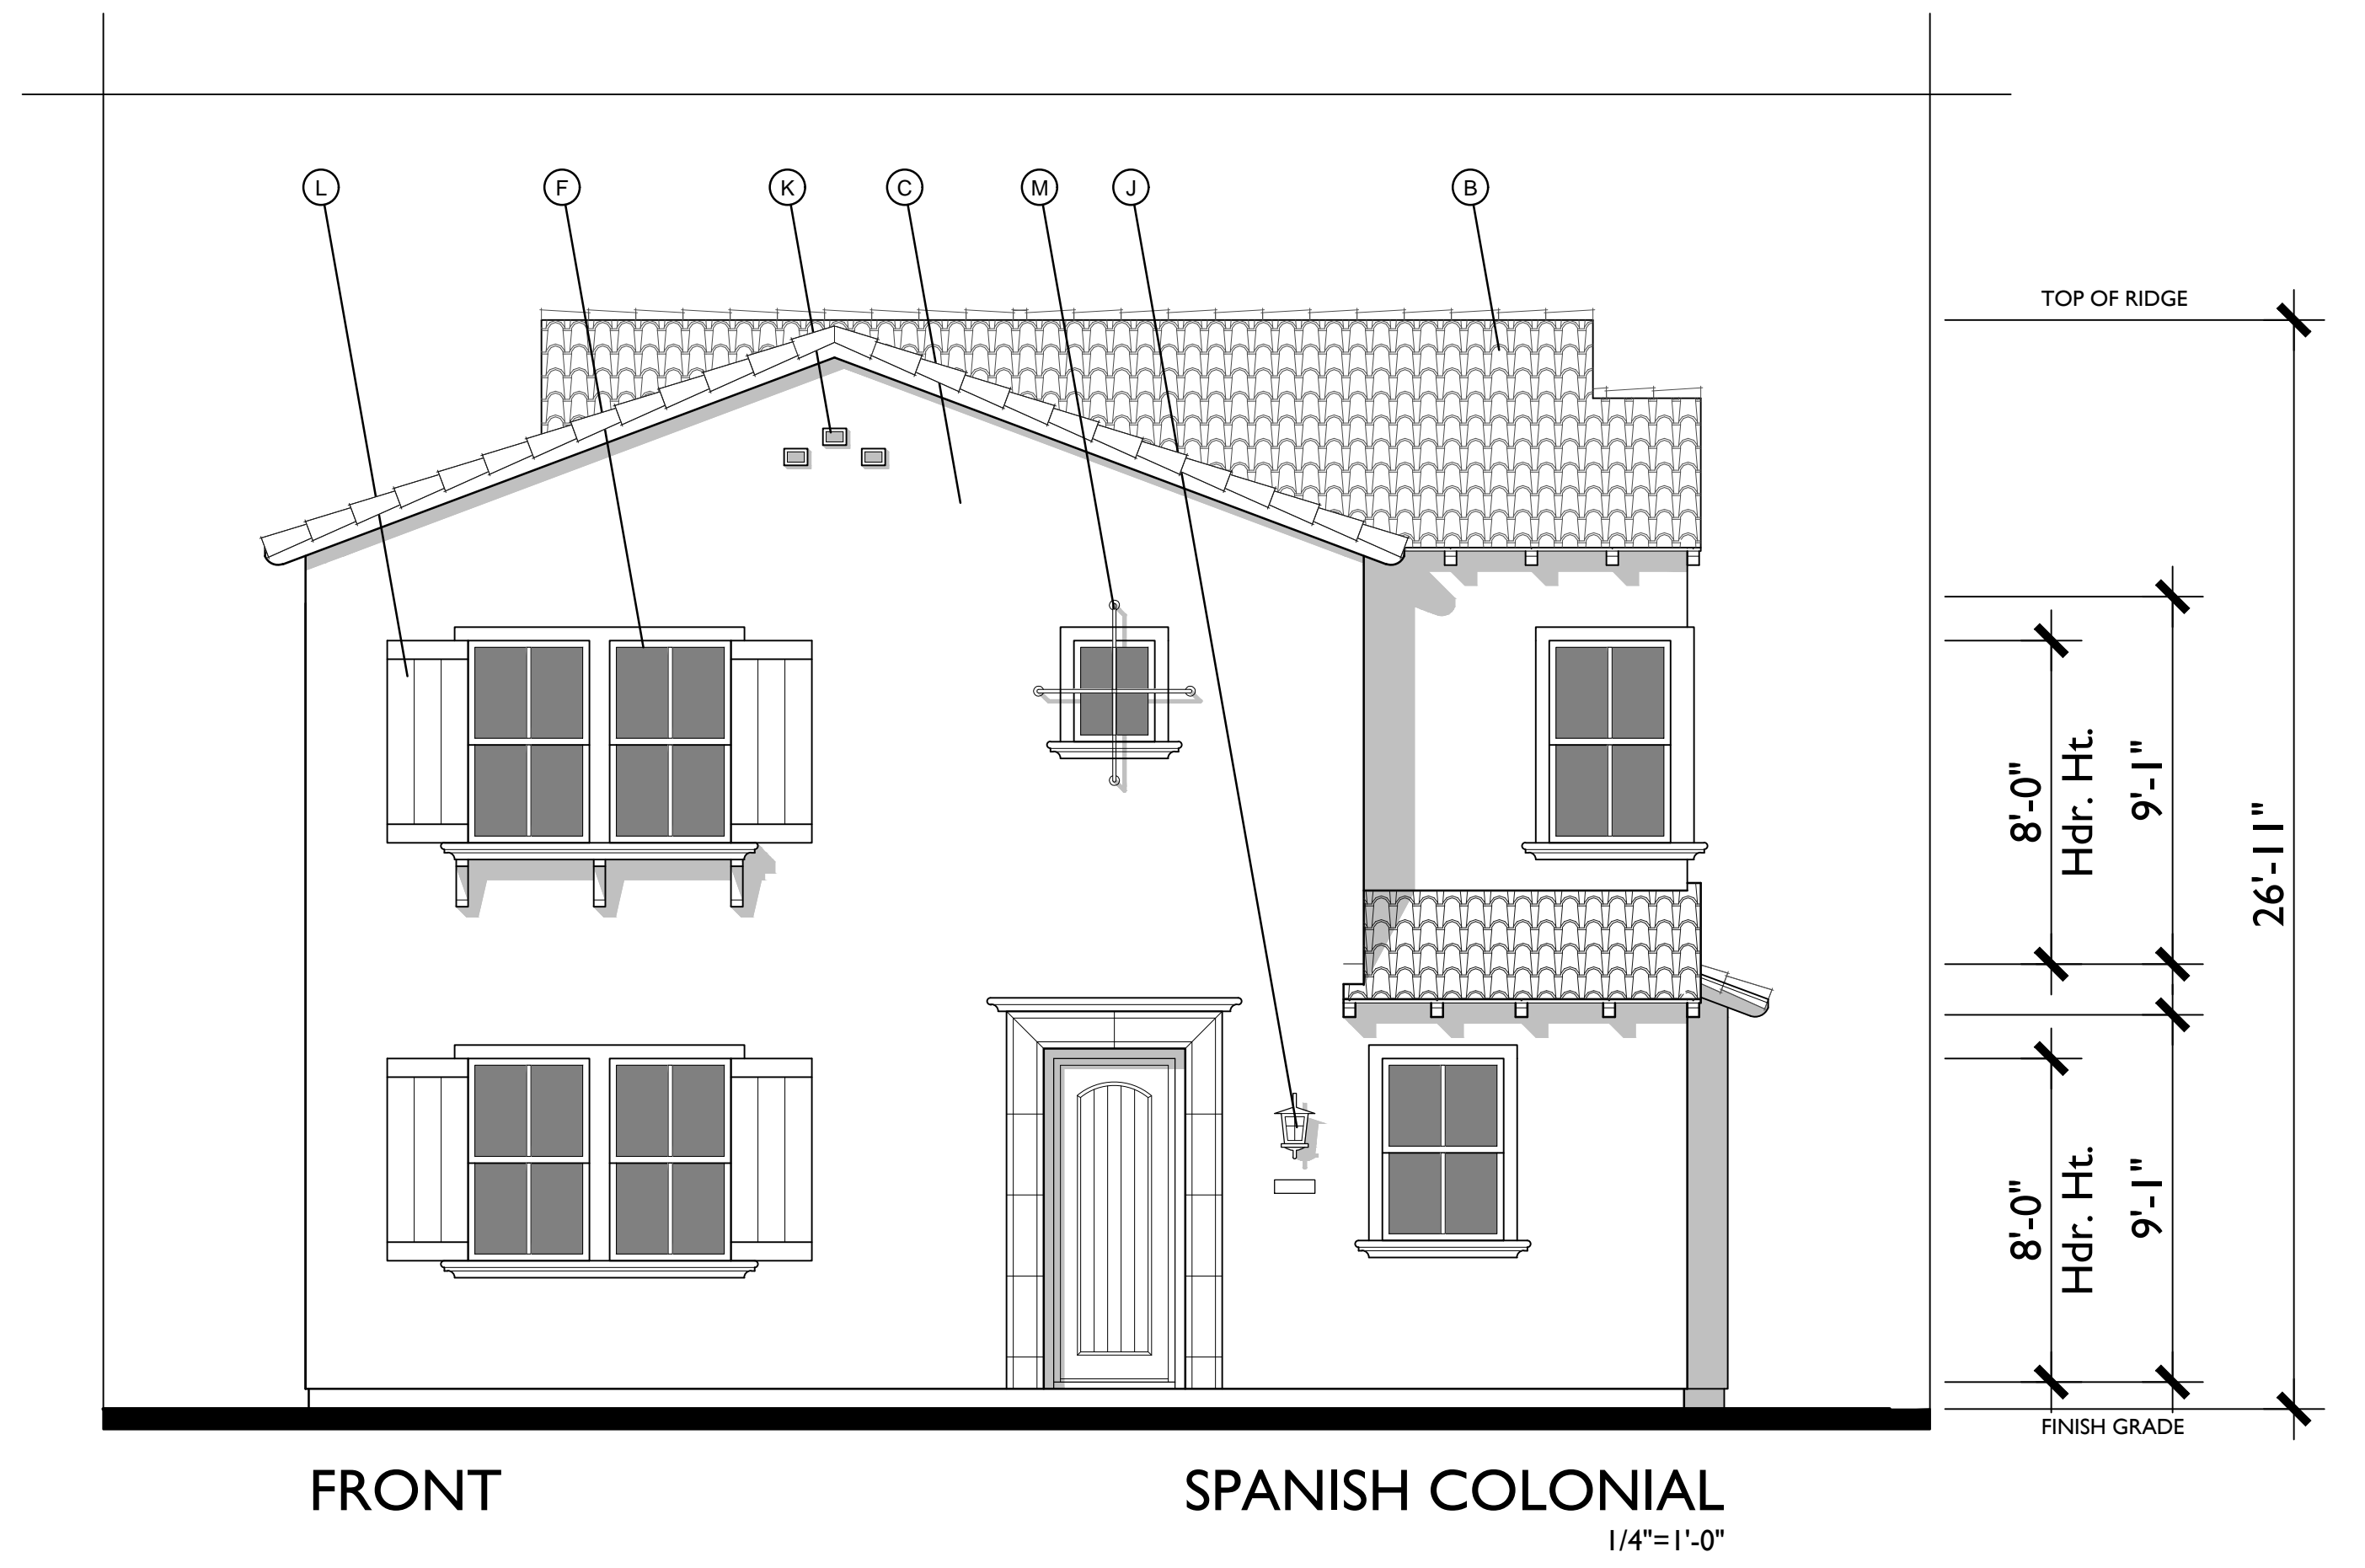 L F K C M J B
TOP OF RIDGE
8'-0"
Hdr. Ht.
9'-1"
26'-11"
8'-0"
Hdr. Ht.
9'-1"
FINISH GRADE
FRONT
SPANISH COLONIAL
1/4"=1'-0"